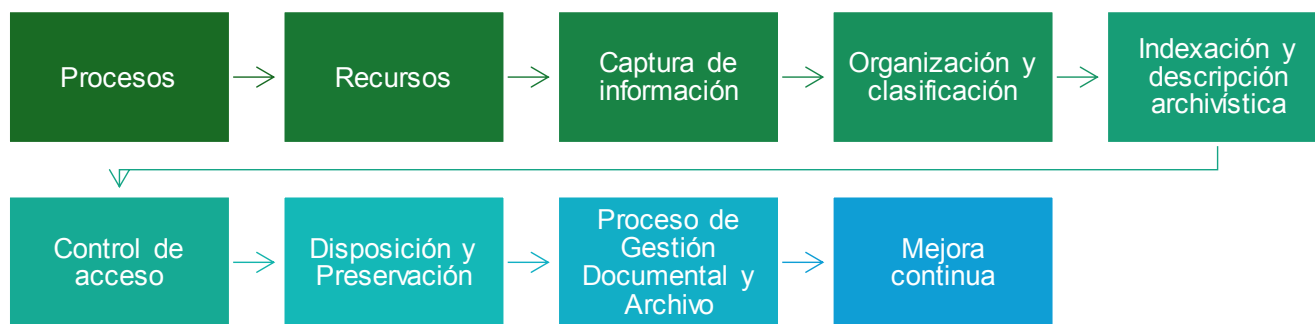 Procesos
Recursos
Captura de
información
Organización y
clasificación
Indexación y
descripción
archivística
Control de
acceso
Disposición y
Preservación
Proceso de
Gestión
Documental y
Archivo
Mejora
continua